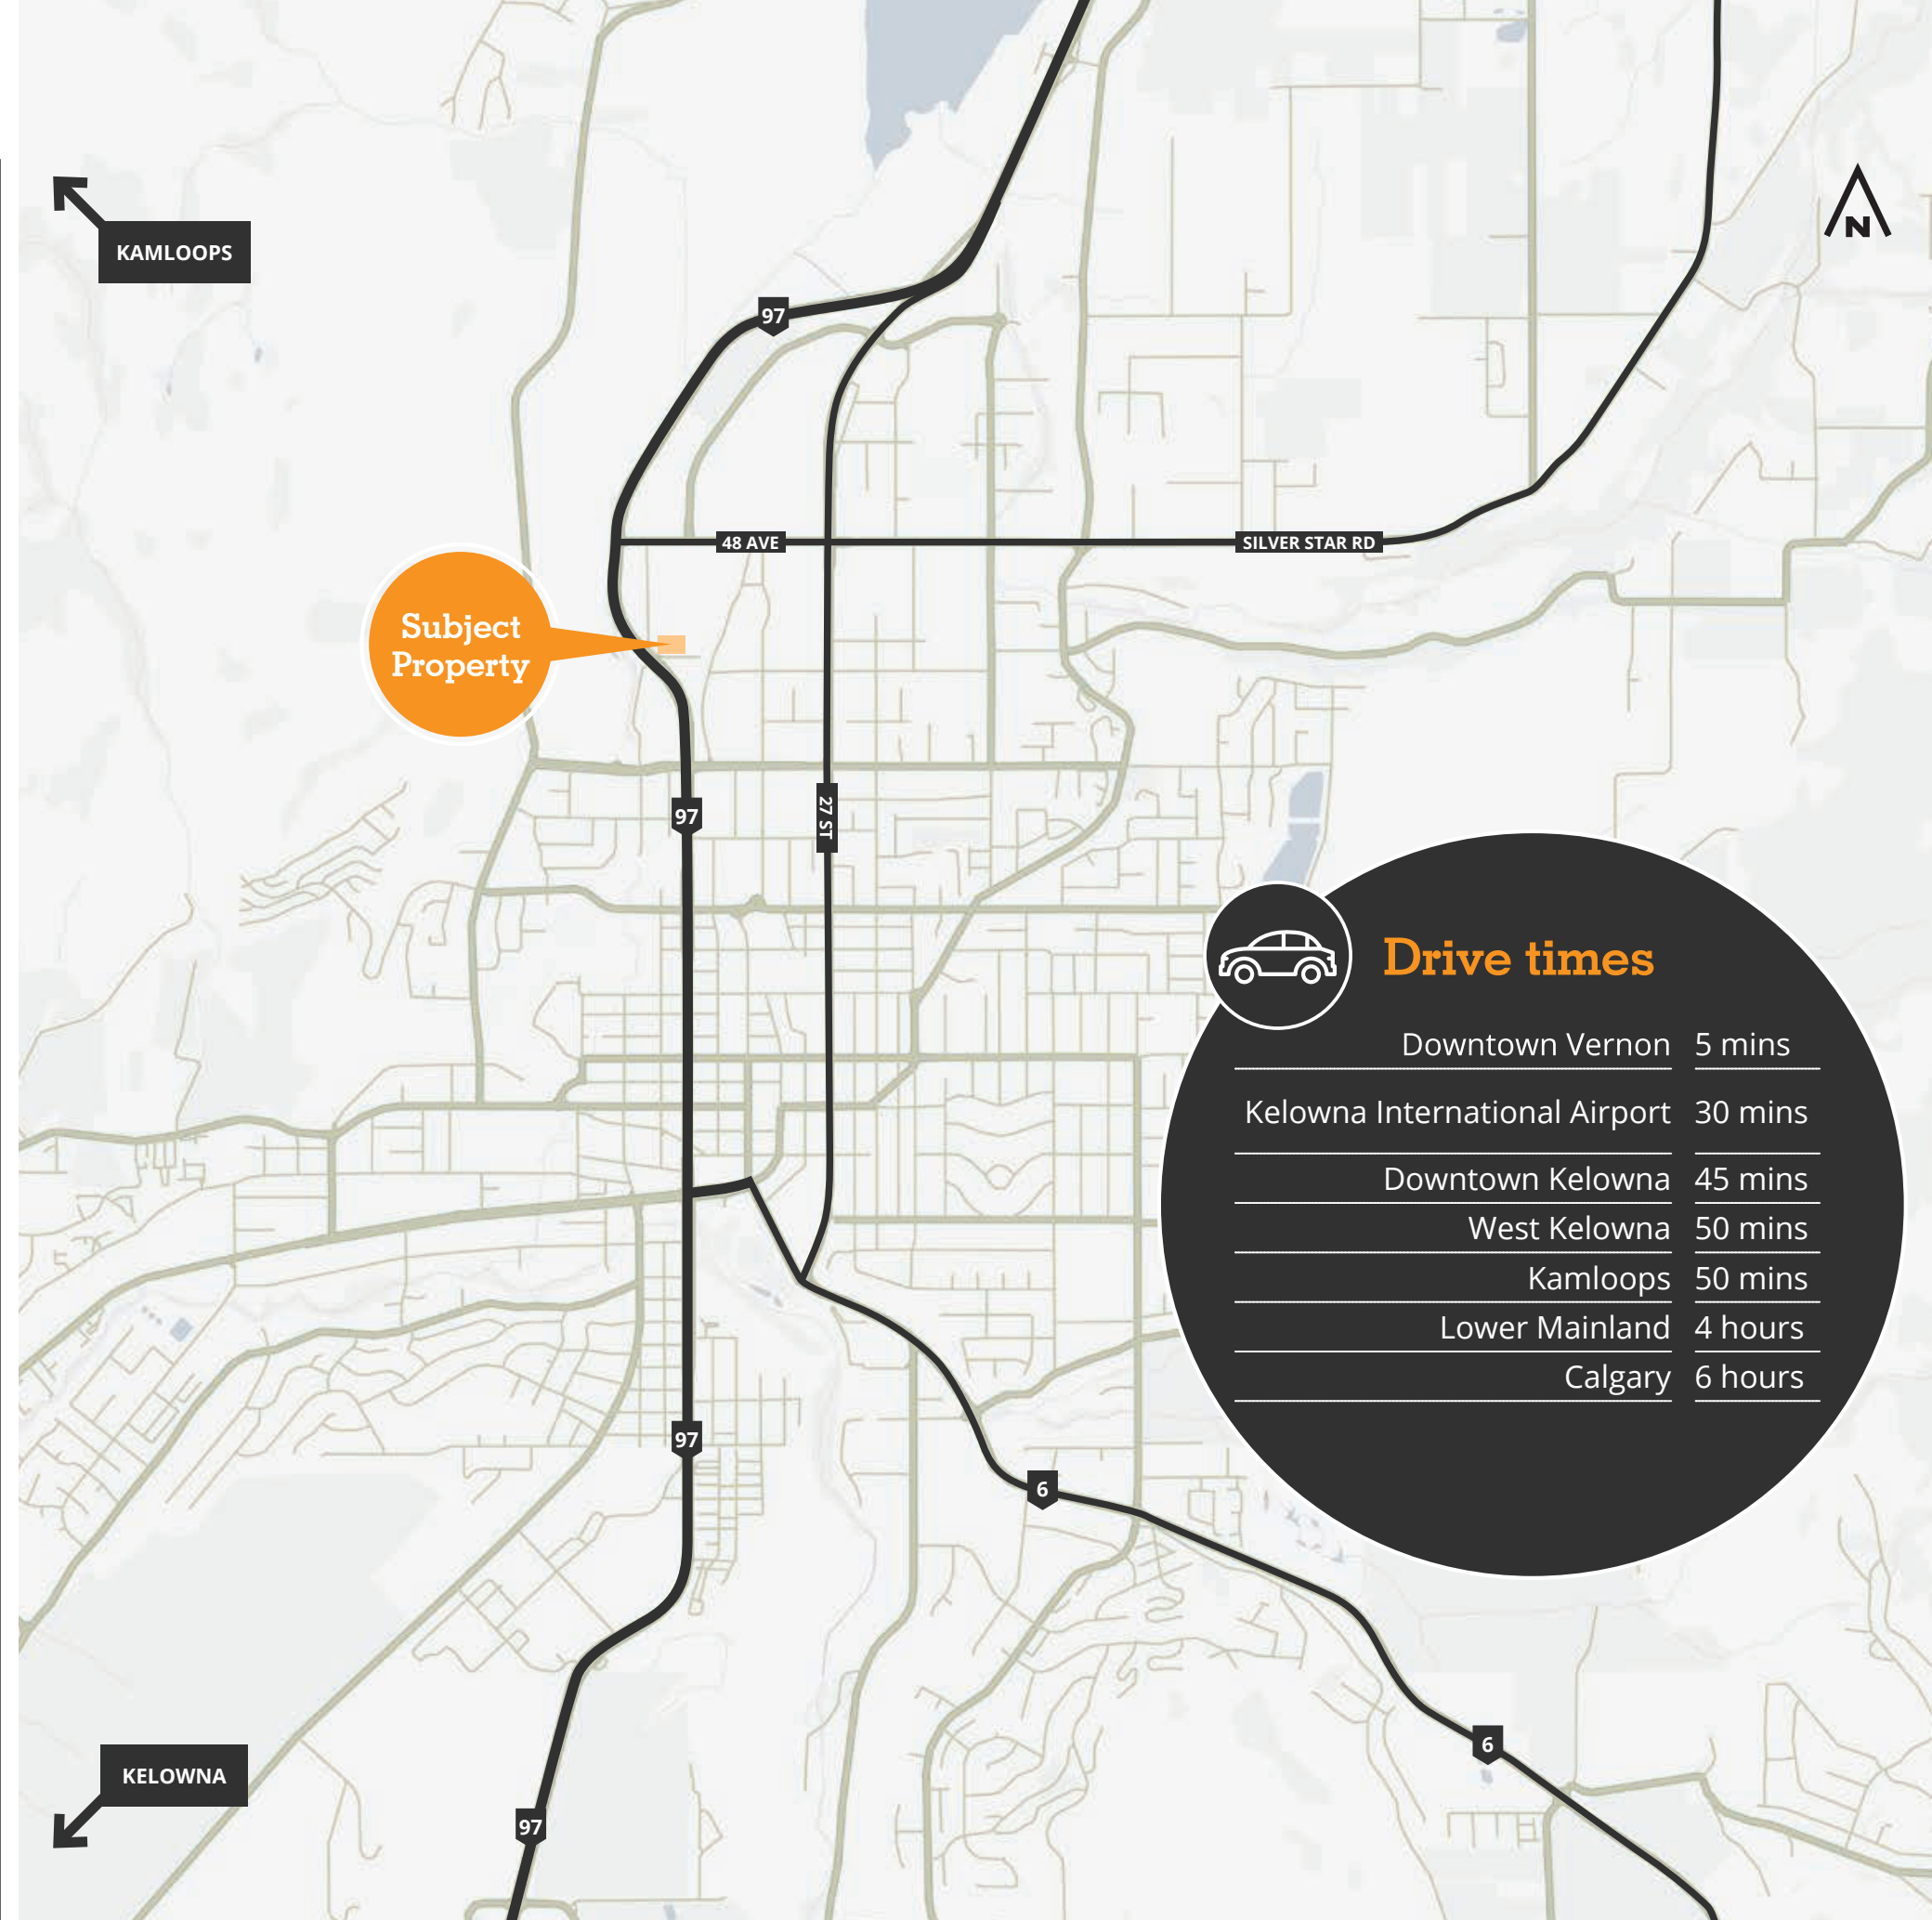 KAMLOOPS
N
97
48 AVE
SILVER STAR RD
Subject
Property
97
27 ST
Drive times
Downtown Vernon 5 mins
Kelowna International Airport 30 mins
Downtown Kelowna 45 mins
West Kelowna 50 mins
Kamloops 50 mins
Lower Mainland 4 hours
Calgary 6 hours
97
6
6
KELOWNA
97